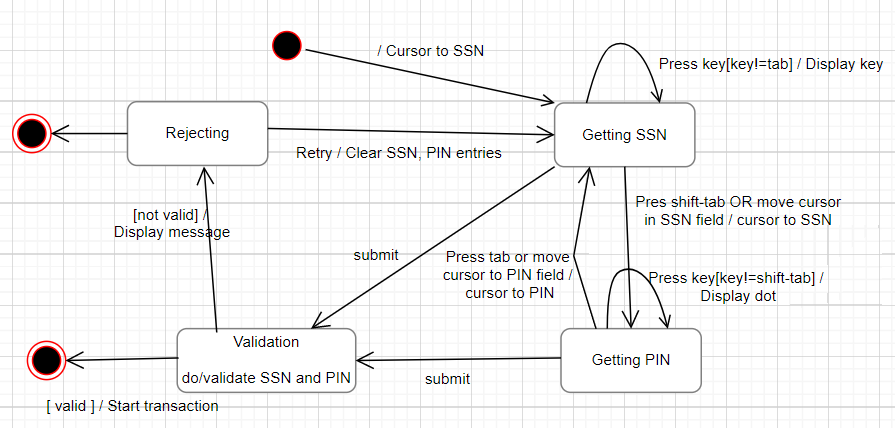 / Cursor to SSN
Press key[key!=tab] / Display key
Rejecting
Getting SSN
Retry / Clear SSN, PIN entries
Pres shift-tab OR move cursor
in SSN field / cursor to SSN
[not valid] /
Display message
submit
Press tab or move
cursor to PIN field /
cursor to PIN
Press key[key!=shift-tab] /
Display dot
Validation
do/validate SSN and PIN
Getting PIN
submit
[ valid ] / Start transaction